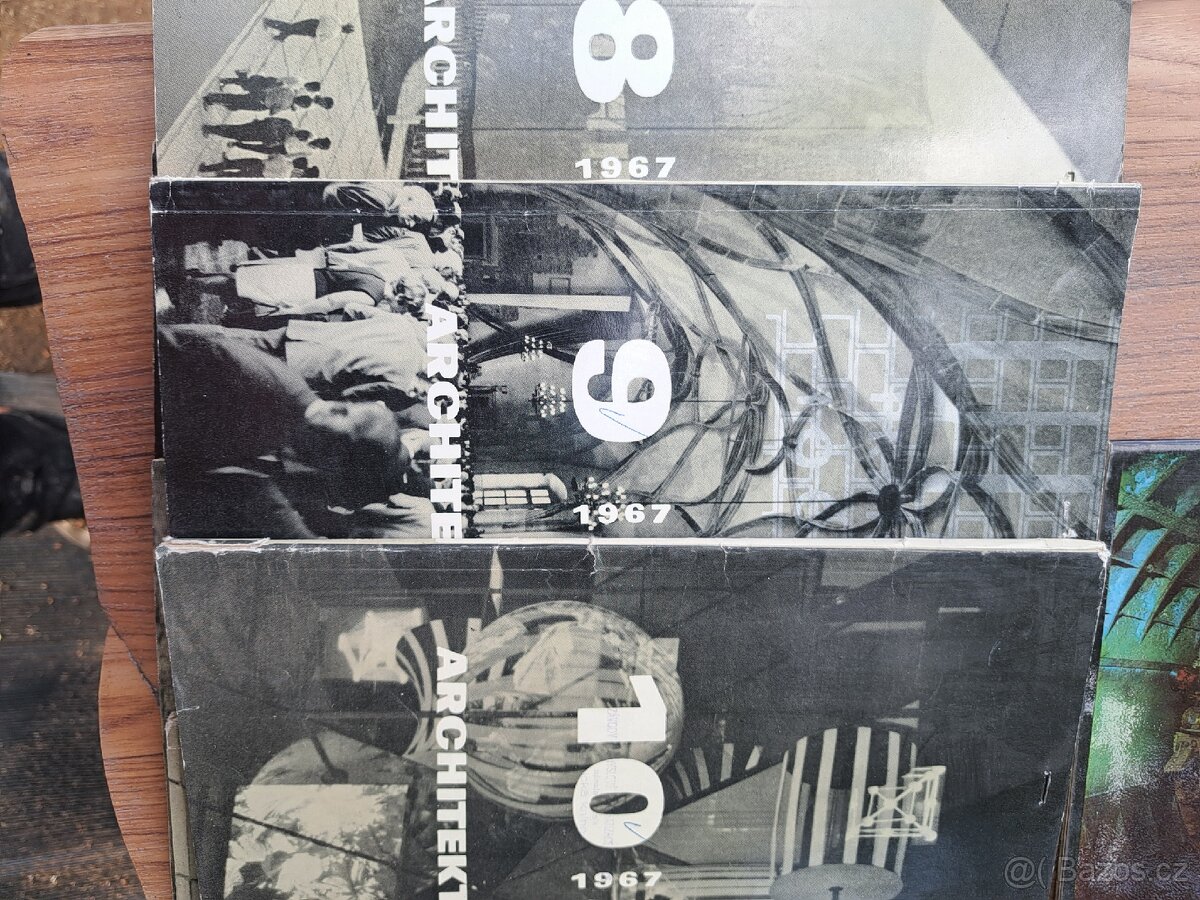 8
ARCHIT
1967
9
ARCHITE
1967
10
ARCHITEKT
1967
@( Bazos.cz